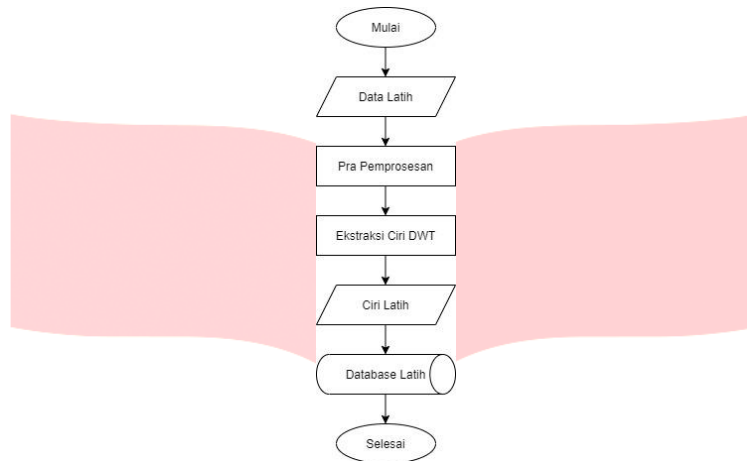 Mulai
Data Latih
Pra Pemprosesan
Ekstraksi Ciri DWT
Ciri Latih
Database Latih
Selesai